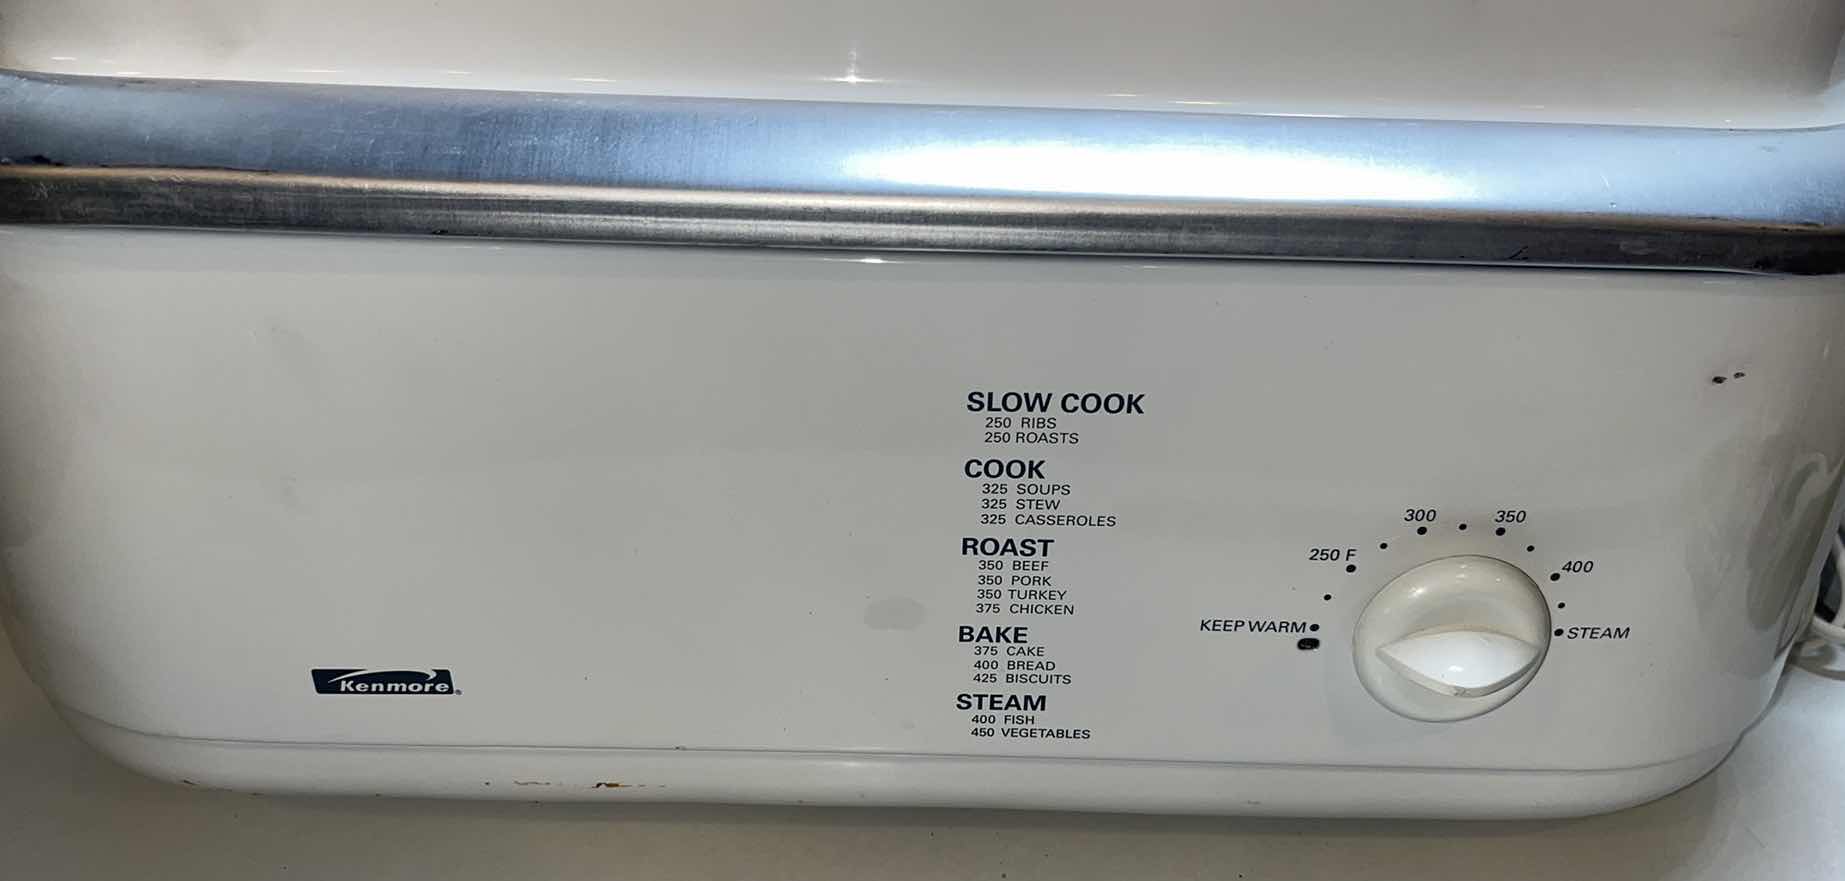 SLOW COOK
250 RIBS
250 ROASTS
COOK
325 SOUPS
325 STEW
325 CASSEROLES
ROAST
350 BEEF
350 PORK
350 TURKEY
375 CHICKEN
BAKE
375 CAKE
400 BREAD
425 BISCUITS
STEAM
400 FISH
450 VEGETABLES
KEEP WARM
250 F
300
350
400
STEAM
Kenmore®